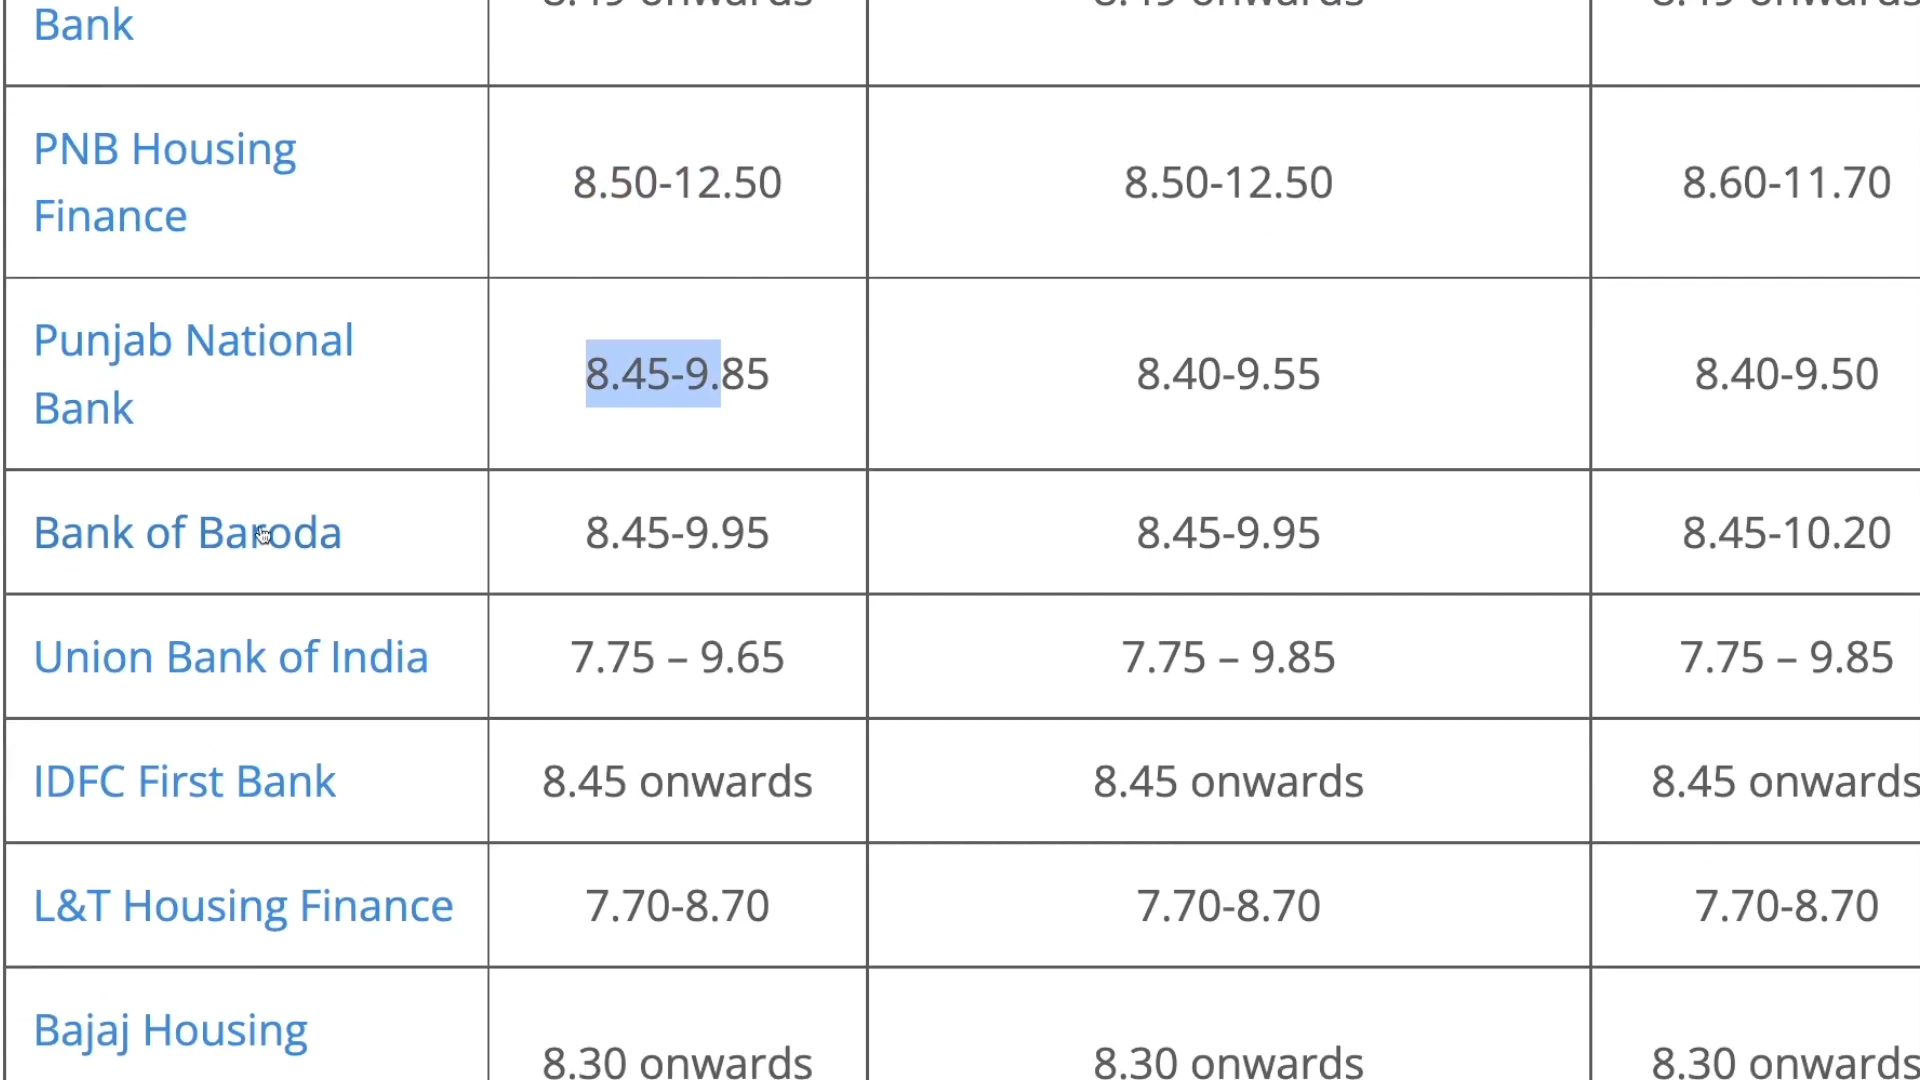 Bank
PNB Housing
Finance
8.50-12.50
8.50-12.50
8.60-11.70
Punjab National
Bank
8.45-9.85
8.40-9.55
8.40-9.50
Bank of Baroda
8.45-9.95
8.45-9.95
8.45-10.20
Union Bank of India
7.75 – 9.65
7.75 – 9.85
7.75 – 9.85
IDFC First Bank
8.45 onwards
8.45 onwards
8.45 onwards
L&T Housing Finance
7.70-8.70
7.70-8.70
7.70-8.70
Bajaj Housing
8.30 onwards
8.30 onwards
8.30 onwards